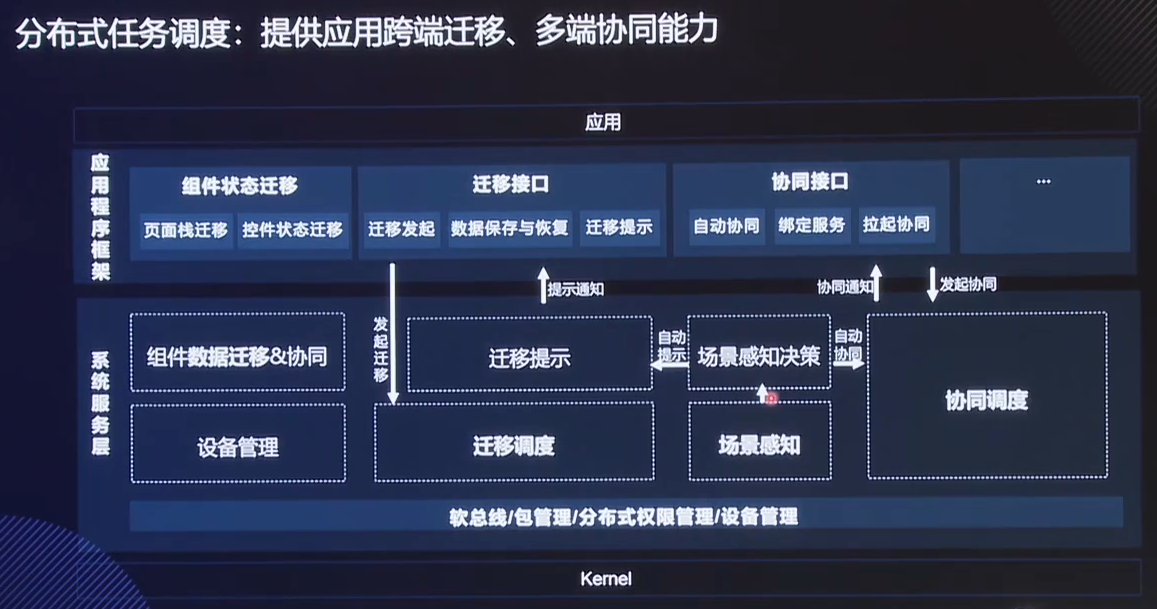 分布式任务调度：提供应用跨端迁移、多端协同能力
应用
应用程序框架
组件状态迁移
页面栈迁移
控件状态迁移
迁移接口
迁移发起
数据保存与恢复
迁移提示
协同接口
自动协同
绑定服务
拉起协同
...
提示通知
协同通知
发起协同
系统服务层
组件数据迁移&协同
发起迁移
迁移提示
自动
提示
场景感知决策
自动
协同
协同调度
设备管理
迁移调度
场景感知
软总线/包管理/分布式权限管理/设备管理
Kernel